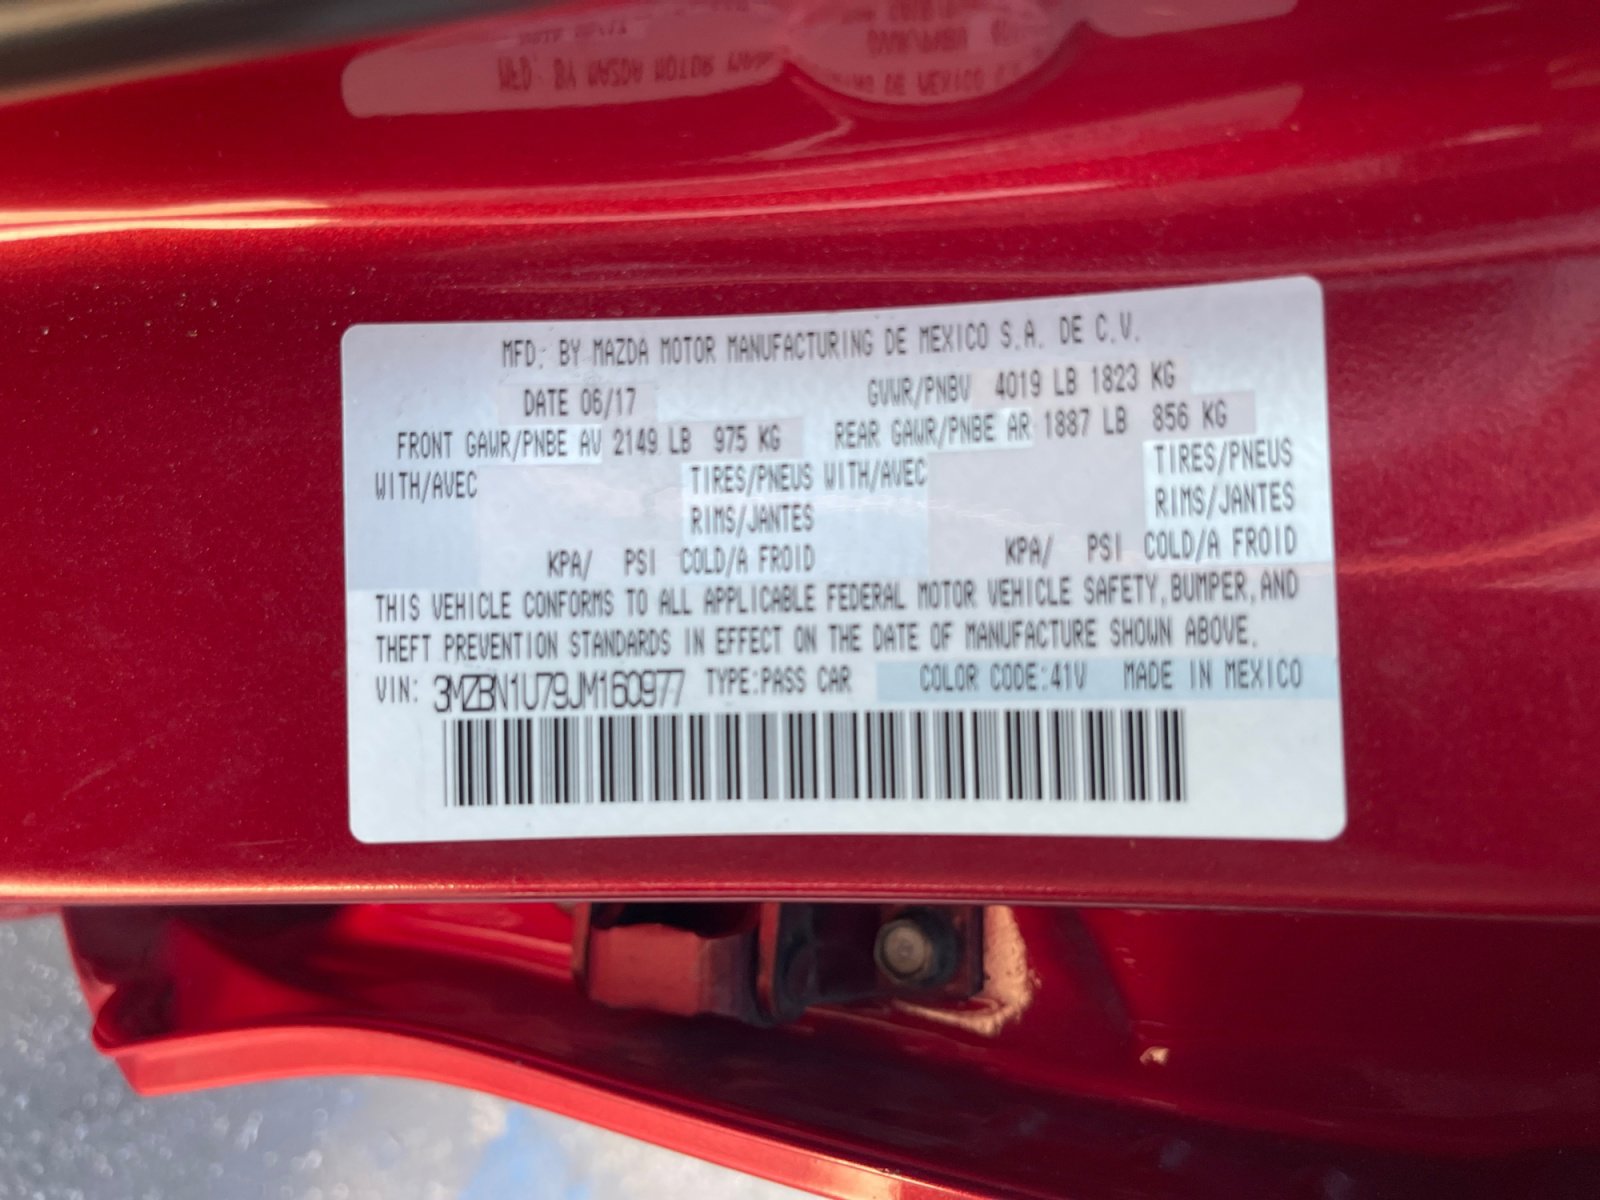 MFD. BY MAZDA MOTOR MANUFACTURING DE MEXICO S.A. DE C.V.
DATE 06/17 GVWR/PNBV 4019 LB 1823 KG
FRONT GAWR/PNBE AV 2149 LB 975 KG REAR GAWR/PNBE AR 1887 LB 856 KG
WITH/AVEC TIRES/PNEUS WITH/AVEC TIRES/PNEUS
RIMS/JANTES RIMS/JANTES
KPA/ PSI COLD/A FROID KPA/ PSI COLD/A FROID
THIS VEHICLE CONFORMS TO ALL APPLICABLE FEDERAL MOTOR VEHICLE SAFETY, BUMPER, AND
THEFT PREVENTION STANDARDS IN EFFECT ON THE DATE OF MANUFACTURE SHOWN ABOVE.
VIN: 3MZBN1U79JM160977 TYPE:PASS CAR COLOR CODE:41V MADE IN MEXICO